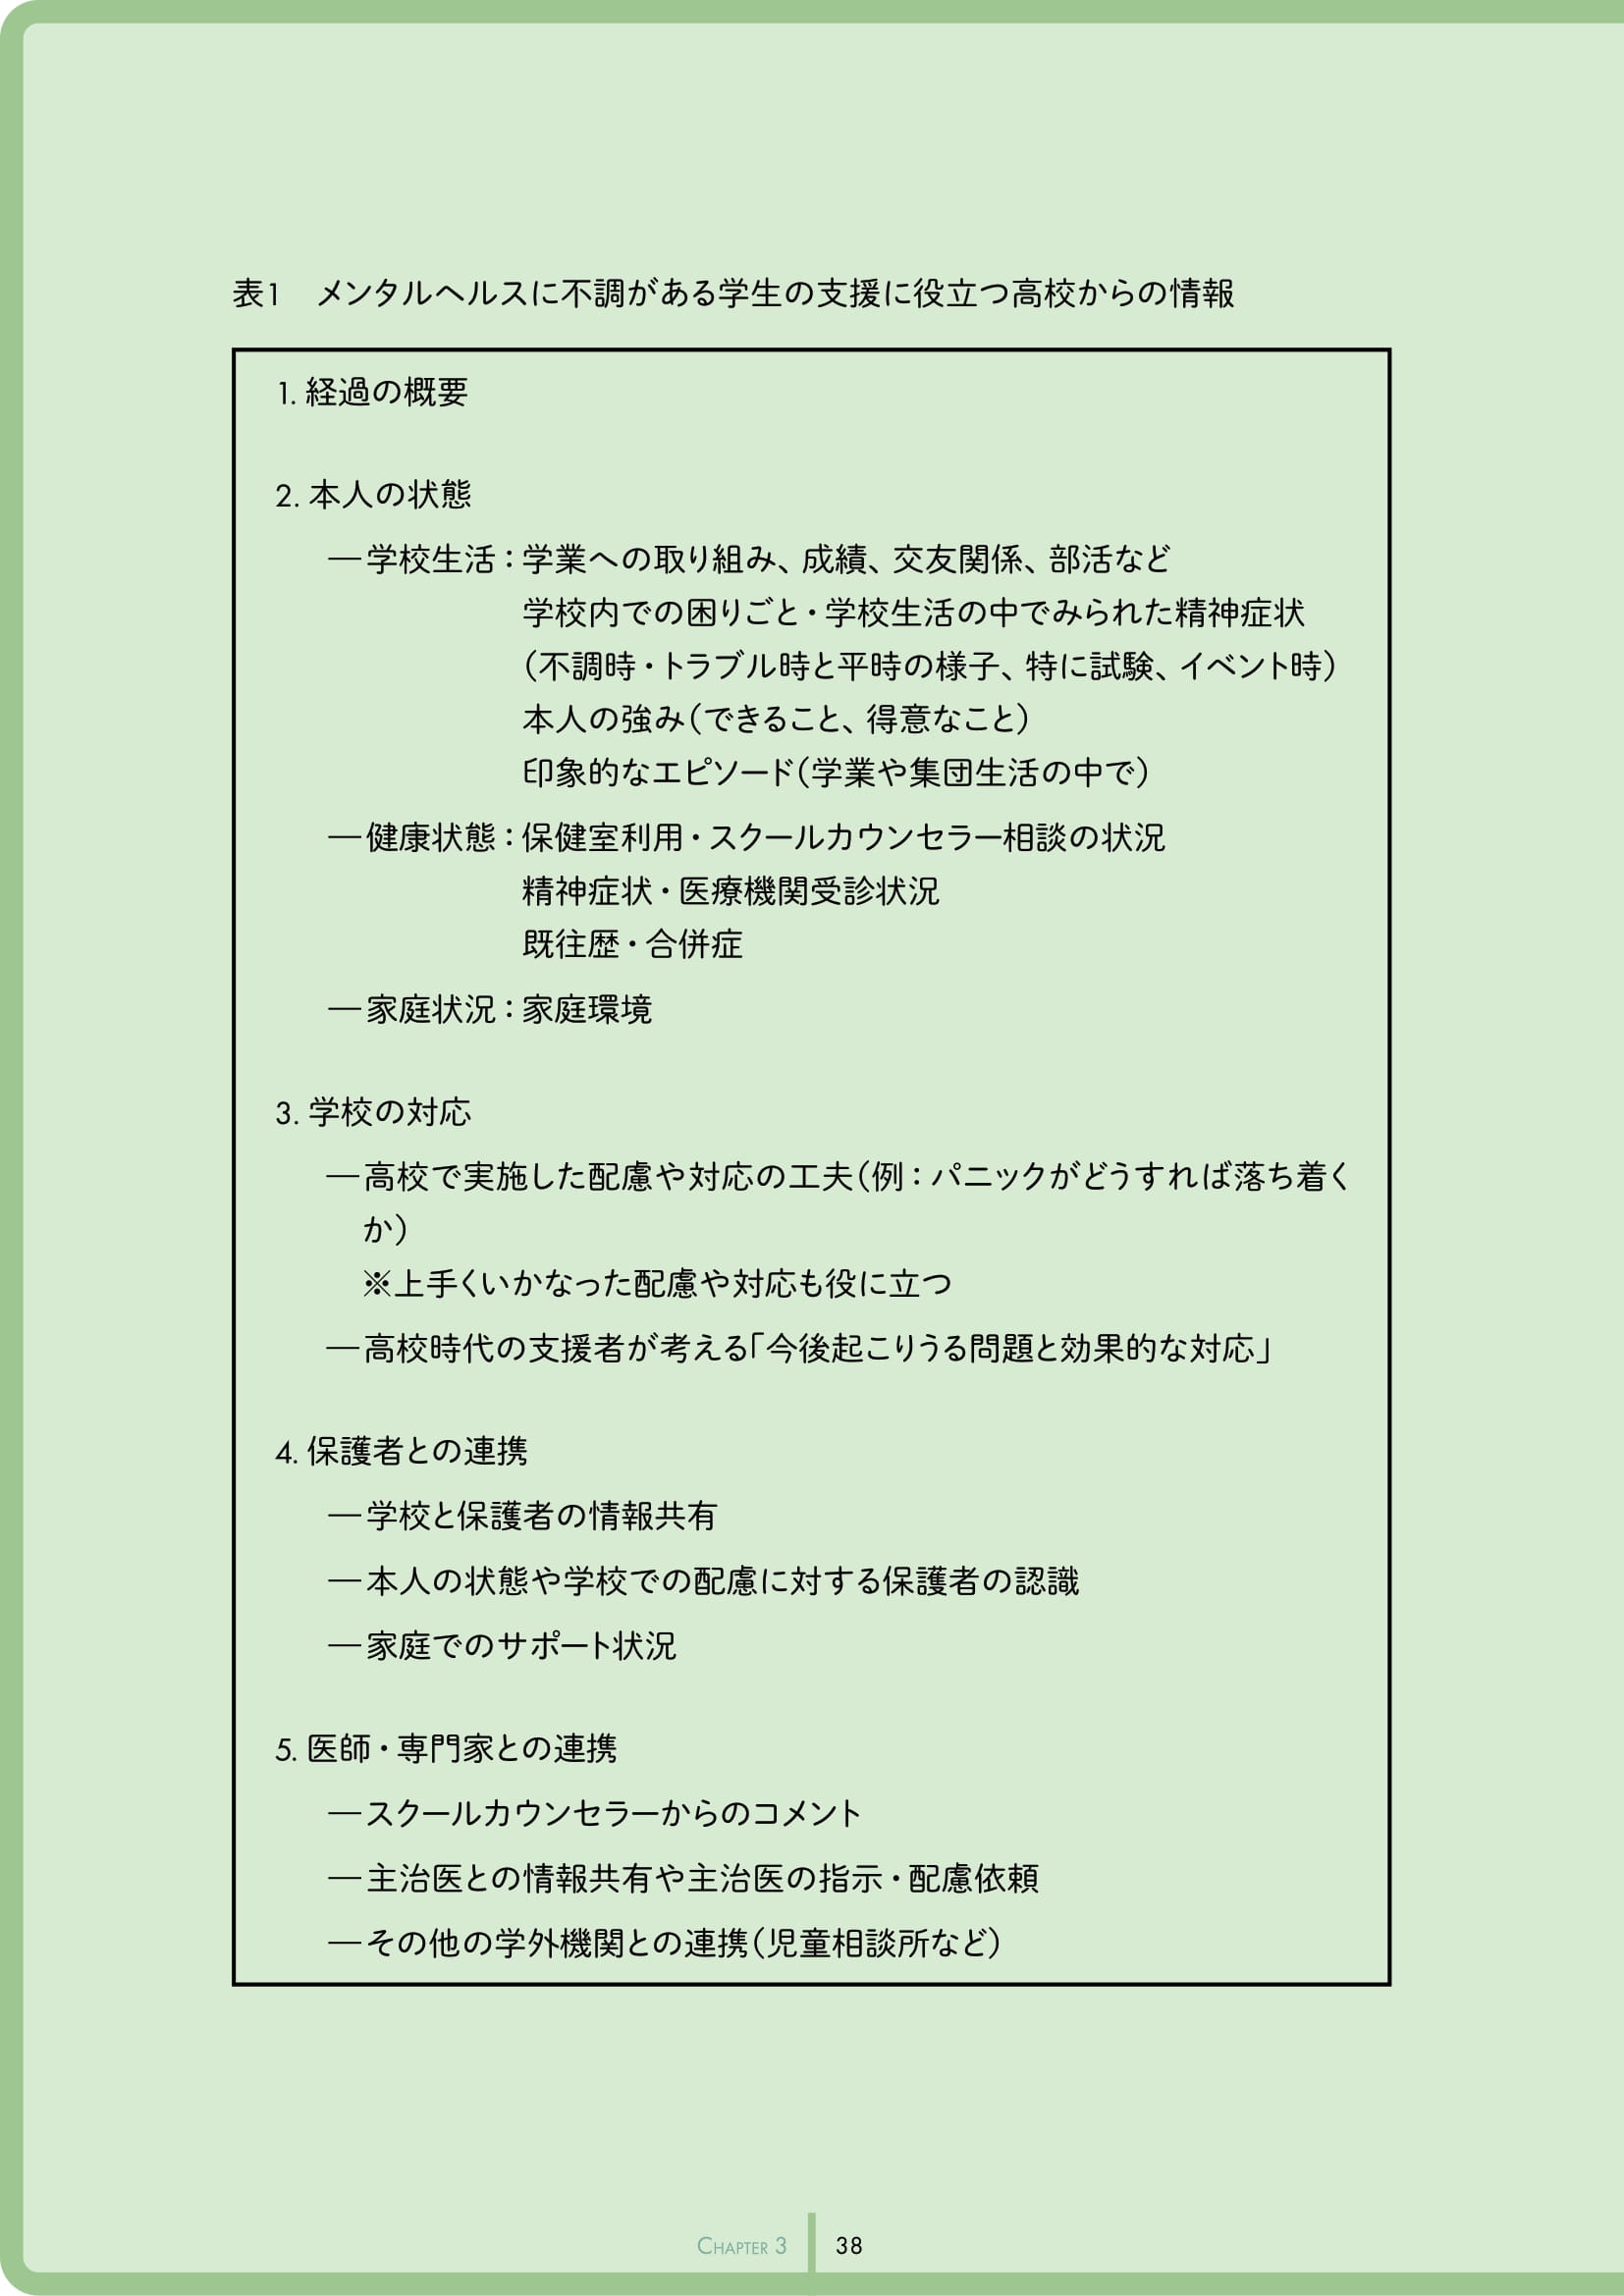 表1　メンタルヘルスに不調がある学生の支援に役立つ高校からの情報
1. 経過の概要
2. 本人の状態
― 学校生活：学業への取り組み、成績、交友関係、部活など
学校内での困りごと・学校生活の中でみられた精神症状
（不調時・トラブル時と平時の様子、特に試験、イベント時）
本人の強み（できること、得意なこと）
印象的なエピソード（学業や集団生活の中で）
― 健康状態：保健室利用・スクールカウンセラー相談の状況
精神症状・医療機関受診状況
既往歴・合併症
― 家庭状況：家庭環境
3. 学校の対応
― 高校で実施した配慮や対応の工夫（例：パニックがどうすれば落ち着く
か）
※上手くいかなった配慮や対応も役に立つ
― 高校時代の支援者が考える「今後起こりうる問題と効果的な対応」
4. 保護者との連携
― 学校と保護者の情報共有
― 本人の状態や学校での配慮に対する保護者の認識
― 家庭でのサポート状況
5. 医師・専門家との連携
― スクールカウンセラーからのコメント
― 主治医との情報共有や主治医の指示・配慮依頼
― その他の学外機関との連携（児童相談所など）
Chapter 3 38